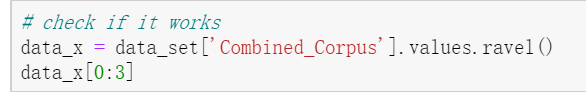 # check if it works
data_x = data_set['Combined_Corpus'].values.ravel()
data_x[0:3]